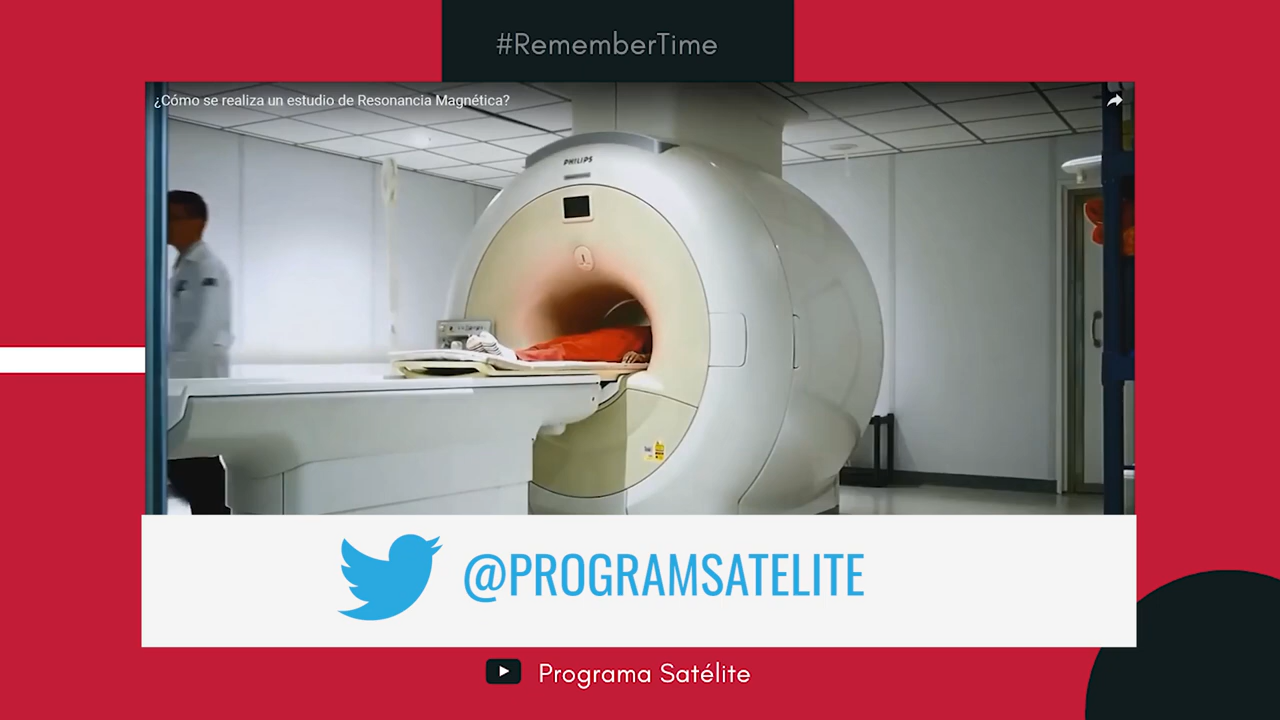 #RememberTime
¿Cómo se realiza un estudio de Resonancia Magnética?
PHILIPS
@PROGRAMSATELITE
Programa Satélite